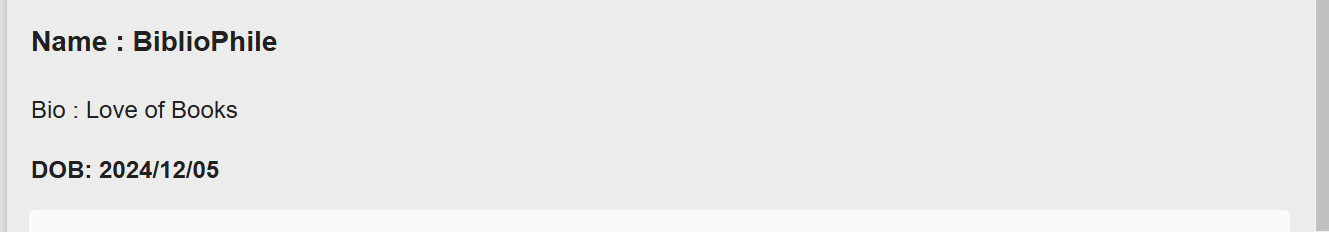 Name : BiblioPhile
Bio : Love of Books
DOB: 2024/12/05